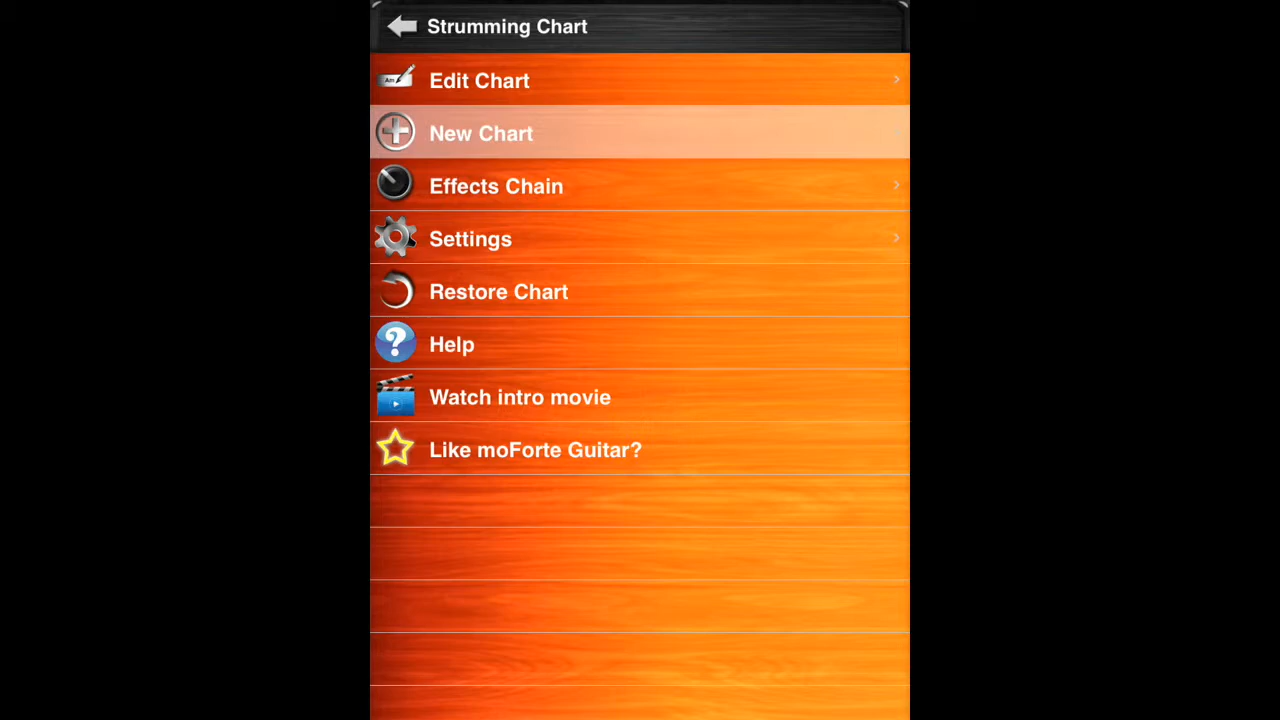 Strumming Chart
Edit Chart
New Chart
Effects Chain
Settings
Restore Chart
Help
Watch intro movie
Like moForte Guitar?